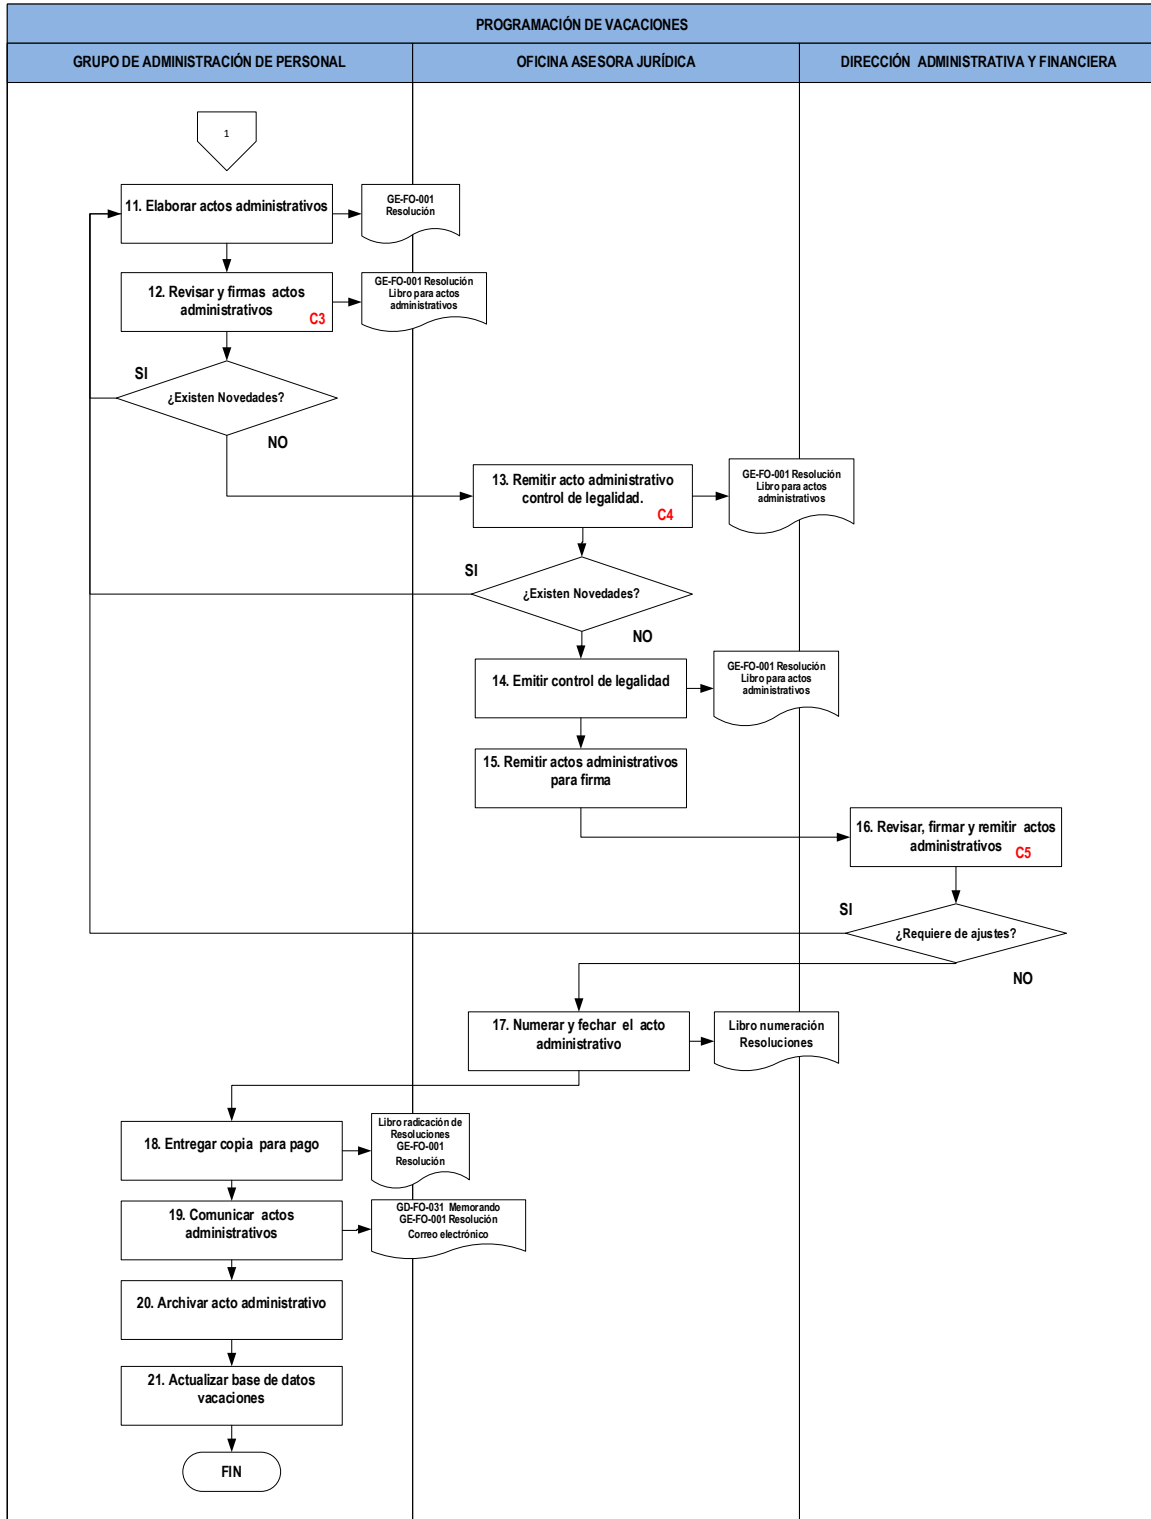 PROGRAMACIÓN DE VACACIONES
GRUPO DE ADMINISTRACIÓN DE PERSONAL
OFICINA ASESORA JURÍDICA
DIRECCIÓN ADMINISTRATIVA Y FINANCIERA
1
11. Elaborar actos administrativos
GE-FO-001
Resolución
12. Revisar y firmas actos
administrativos
C3
GE-FO-001 Resolución
Libro para actos
administrativos
SI
¿Existen Novedades?
NO
13. Remitir acto administrativo
control de legalidad.
C4
GE-FO-001 Resolución
Libro para actos
administrativos
SI
¿Existen Novedades?
NO
14. Emitir control de legalidad
GE-FO-001 Resolución
Libro para actos
administrativos
15. Remitir actos administrativos
para firma
16. Revisar, firmar y remitir actos
administrativos
C5
SI
¿Requiere de ajustes?
NO
17. Numerar y fechar el acto
administrativo
Libro numeración
Resoluciones
18. Entregar copia para pago
Libro radicación de
Resoluciones
GE-FO-001
Resolución
19. Comunicar actos
administrativos
GD-FO-031 Memorando
GE-FO-001 Resolución
Correo electrónico
20. Archivar acto administrativo
21. Actualizar base de datos
vacaciones
FIN